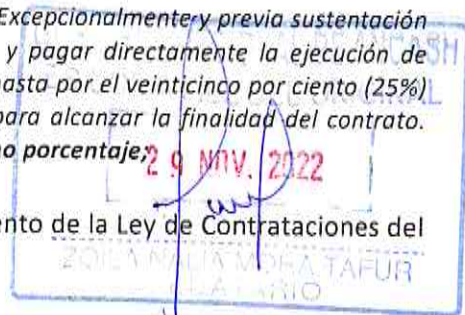 Excepcionalmente y previa sustentación
y pagar directamente la ejecución de
hasta por el veinticinco por ciento (25%)
para alcanzar la finalidad del contrato.
no porcentaje;
29 NOV. 2022
ento de la Ley de Contrataciones del
TAFUR